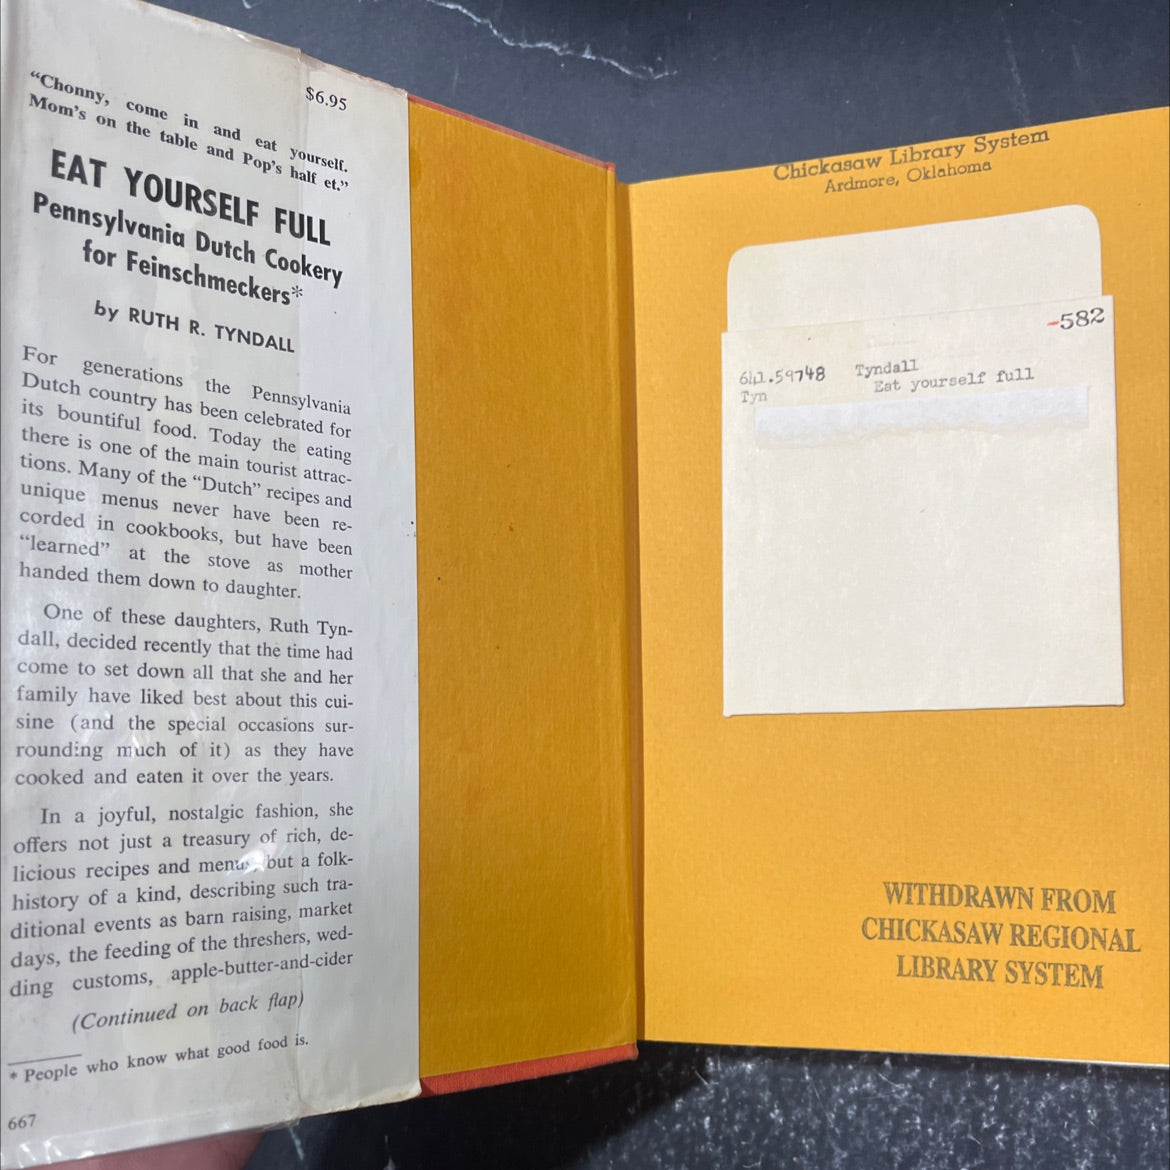 $6.95
“Chonny, come in and eat yourself.
Mom’s on the table and Pop’s half et.”
EAT YOURSELF FULL
Pennsylvania Dutch Cookery
for Feinschmeckers*
by RUTH R. TYNDALL
For generations the Pennsylvania
Dutch country has been celebrated for
its bountiful food. Today the eating
there is one of the main tourist attrac-
tions. Many of the “Dutch” recipes and
unique menus never have been re-
corded in cookbooks, but have been
“learned” at the stove as mother
handed them down to daughter.
One of these daughters, Ruth Tyn-
dall, decided recently that the time had
come to set down all that she and her
family have liked best about this cui-
sine (and the special occasions sur-
rounding much of it) as they have
cooked and eaten it over the years.
In a joyful, nostalgic fashion, she
offers not just a treasury of rich, de-
licious recipes and menus, but a folk-
history of a kind, describing such tra-
ditional events as barn raising, market
days, the feeding of the threshers, wed-
ding customs, apple-butter-and-cider
(Continued on back flap)
* People who know what good food is.
667
Chickasaw Library System
Ardmore, Oklahoma
-582
641.59748 Tyndall
Tyn Eat yourself full
WITHDRAWN FROM
CHICKASAW REGIONAL
LIBRARY SYSTEM